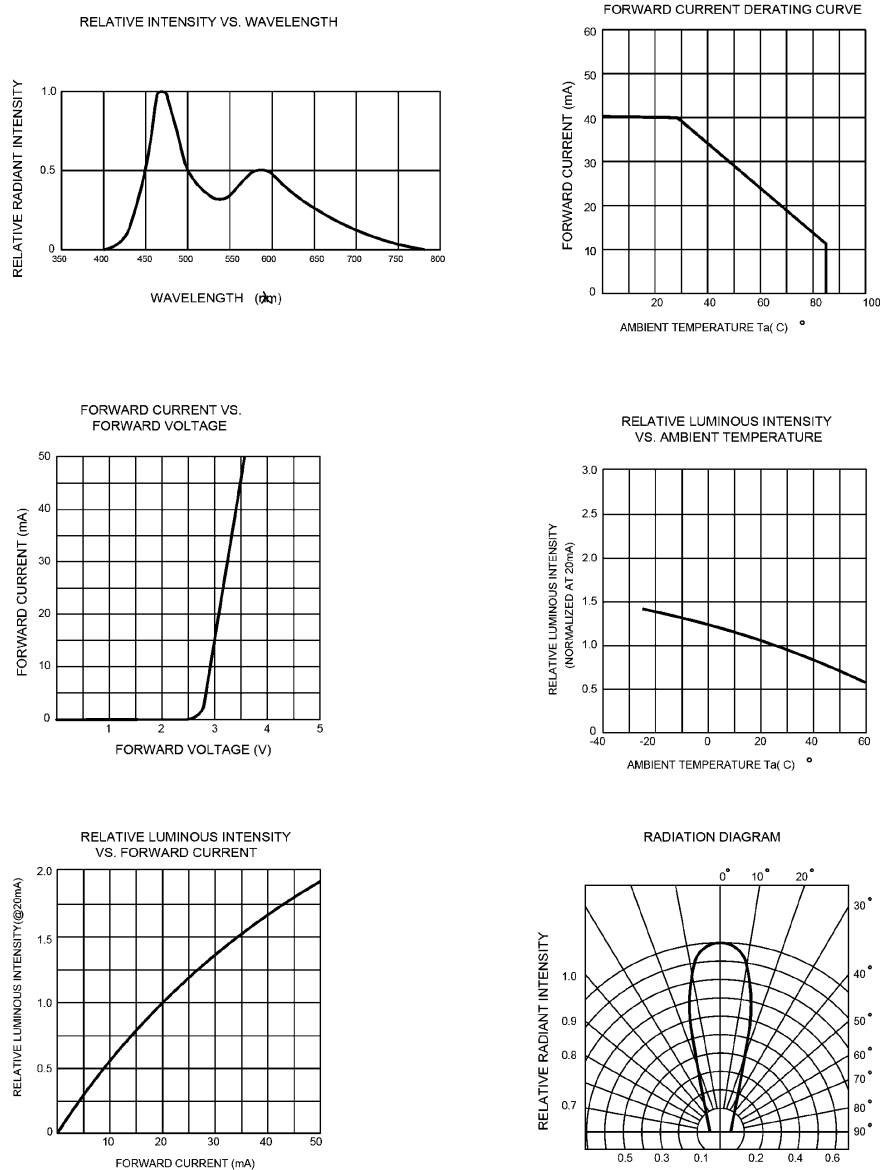 RELATIVE INTENSITY VS. WAVELENGTH
RELATIVE RADIANT INTENSITY
1.0
0.5
0
350 400 450 500 550 600 650 700 750 800
WAVELENGTH
FORWARD CURRENT DERATING CURVE
FORWARD CURRENT (mA)
60
50
40
30
20
10
0
20 40 60 80 100
AMBIENT TEMPERATURE Ta( C) °
FORWARD CURRENT VS.
FORWARD VOLTAGE
FORWARD CURRENT (mA)
50
40
30
20
10
0
1 2 3 4 5
FORWARD VOLTAGE (V)
RELATIVE LUMINOUS INTENSITY
VS. AMBIENT TEMPERATURE
RELATIVE LUMINOUS INTENSITY
(NORMALIZED AT 20mA)
3.0
2.5
2.0
1.5
1.0
0.5
0
-40 -20 0 20 40 60
AMBIENT TEMPERATURE Ta( C) °
RELATIVE LUMINOUS INTENSITY
VS. FORWARD CURRENT
RELATIVE LUMINOUS INTENSITY(@20mA)
2.0
1.5
1.0
0.5
0
10 20 30 40 50
FORWARD CURRENT (mA)
RADIATION DIAGRAM
0° 10° 20°
30°
40°
50°
60°
70°
80°
90°
RELATIVE RADIANT INTENSITY
1.0
0.9
0.8
0.7
0.5 0.3 0.1 0.2 0.4 0.6